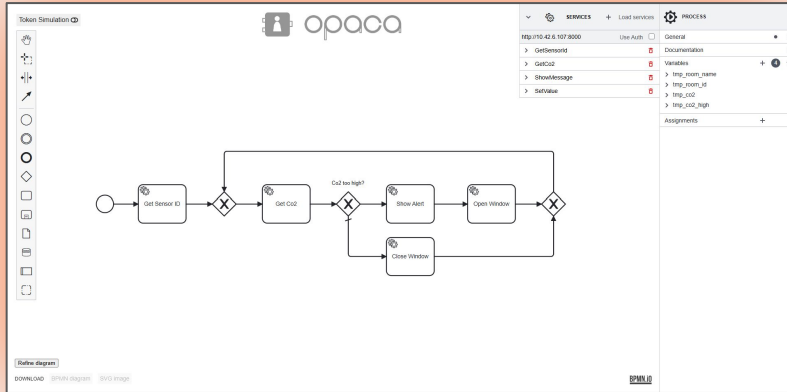 Token Simulation
opaca
SERVICES + Load services
http://10.42.6.107:8000 Use Auth
GetSensorId
GetCo2
ShowMessage
SetValue
PROCESS
General
Documentation
Variables + 4
tmp_room_name
tmp_room_id
tmp_co2
tmp_co2_high
Assignments +
Co2 too high?
Get Sensor ID
Get Co2
Show Alert
Open Window
Close Window
Refine diagram
DOWNLOAD BPMN diagram SVG image
BPMN.iO